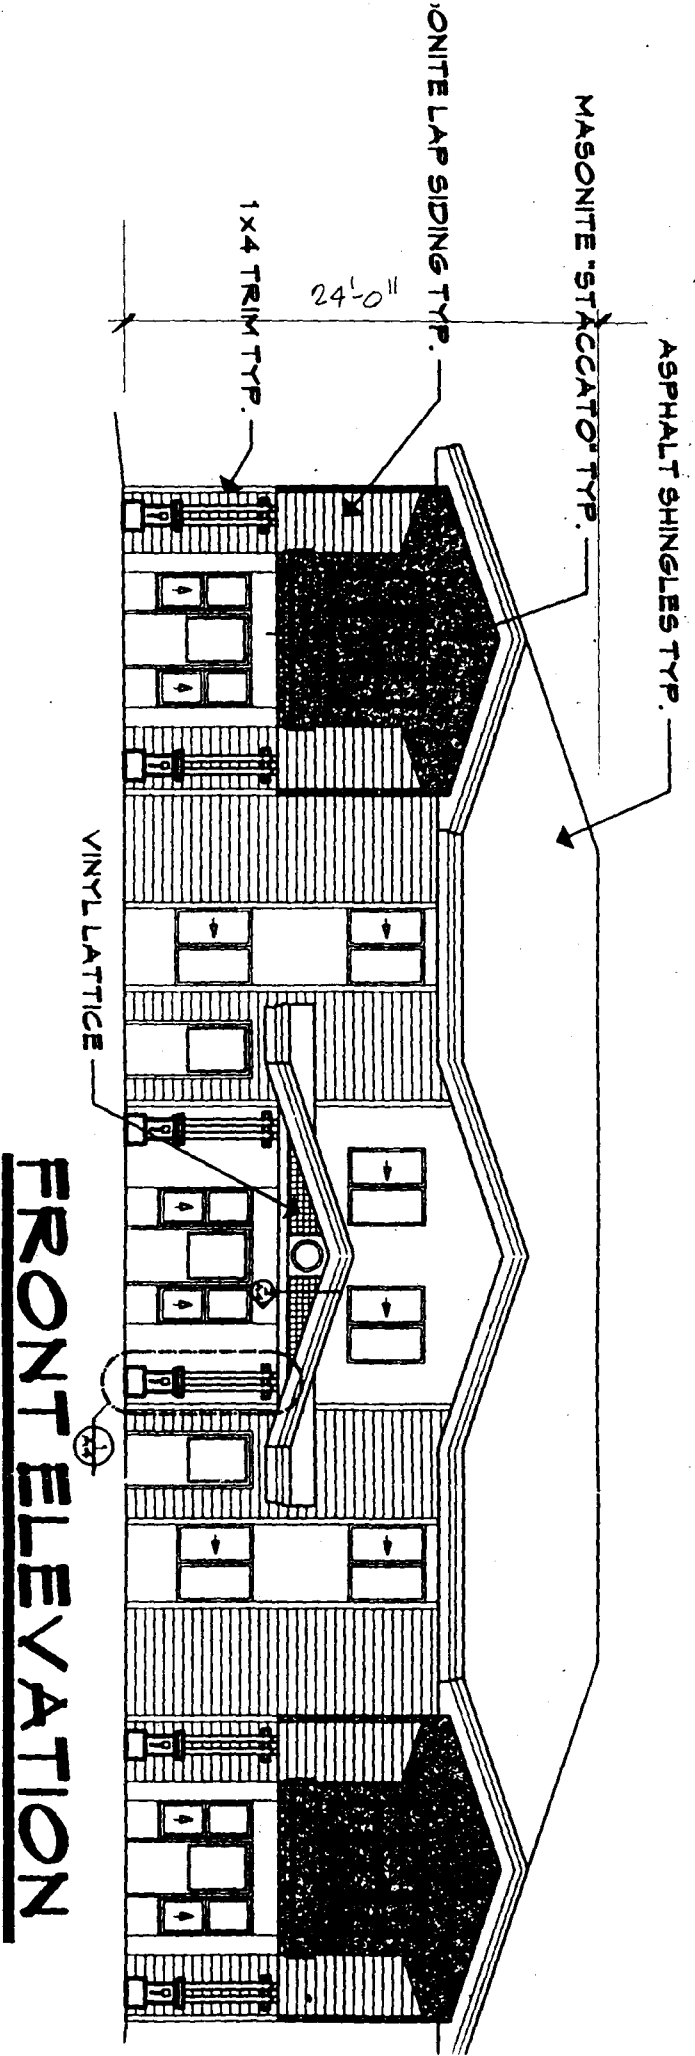 ASPHALT SHINGLES TYP.
MASONITE "STACCATO" TYP.
ONITE LAP SIDING TYP.
24'-0"
1x4 TRIM TYP.
VINYL LATTICE
1
FRONT ELEVATION